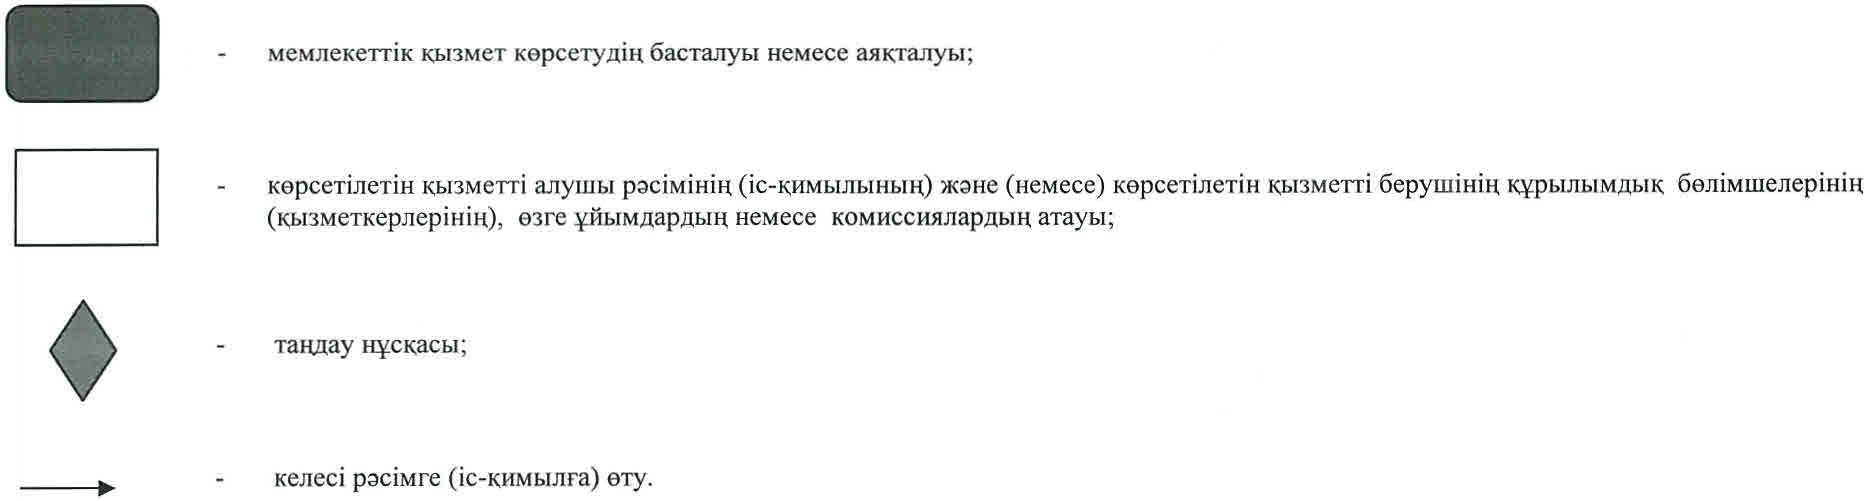 - мемлекеттік қызмет көрсетудің басталуы немесе аяқталуы;
- көрсетілетін қызметті алушы рәсімінің (іс-қимылының) және (немесе) көрсетілетін қызметті берушінің құрылымдық бөлімшелерінің
(қызметкерлерінің), өзге ұйымдардың немесе комиссиялардың атауы;
- таңдау нұсқасы;
- келесі рәсімге (іс-қимылға) өту.